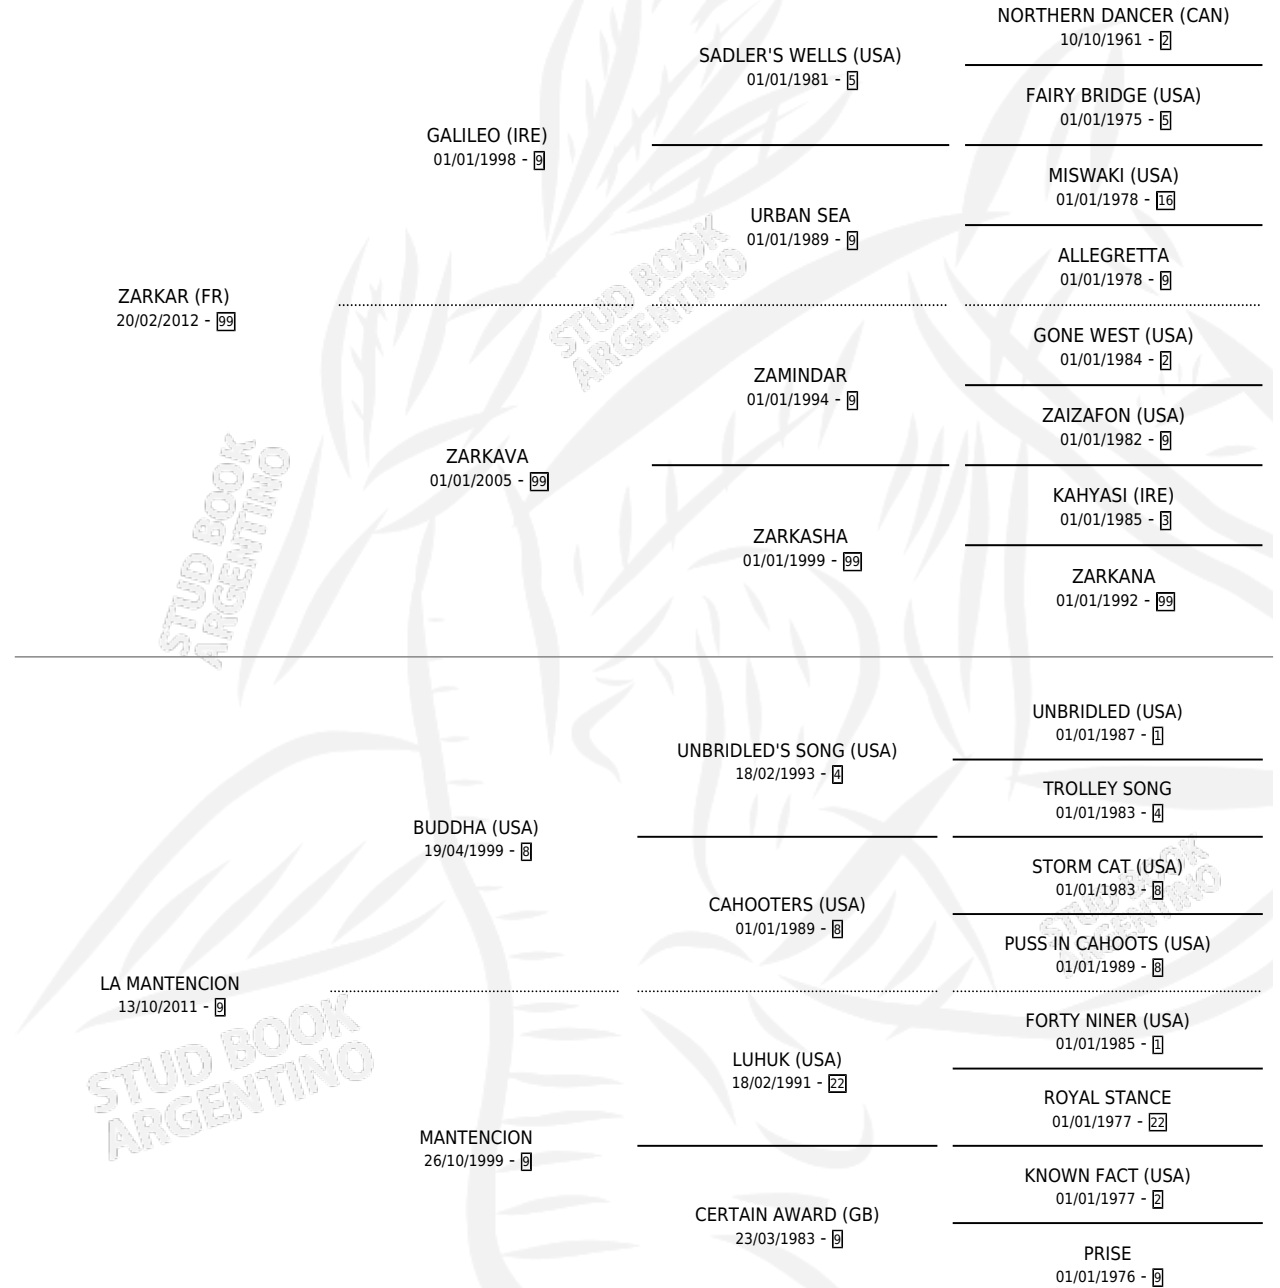 NORTHERN DANCER (CAN)
10/10/1961 - 2
SADLER'S WELLS (USA)
01/01/1981 - 5
FAIRY BRIDGE (USA)
01/01/1975 - 5
GALILEO (IRE)
01/01/1998 - 9
MISWAKI (USA)
01/01/1978 - 16
URBAN SEA
01/01/1989 - 9
ALLEGRETTA
01/01/1978 - 9
ZARKAR (FR)
20/02/2012 - 99
STUD BOOK
ARGENTINO
GONE WEST (USA)
01/01/1984 - 2
ZAMINDAR
01/01/1994 - 9
ZAIZAFON (USA)
01/01/1982 - 9
ZARKAVA
01/01/2005 - 99
KAHYASI (IRE)
01/01/1985 - 3
ZARKASHA
01/01/1999 - 99
ZARKANA
01/01/1992 - 99
STUD BOOK
ARGENTINO
UNBRIDLED (USA)
01/01/1987 - 1
UNBRIDLED'S SONG (USA)
18/02/1993 - 4
TROLLEY SONG
01/01/1983 - 4
BUDDHA (USA)
19/04/1999 - 8
STORM CAT (USA)
01/01/1983 - 8
CAHOOTERS (USA)
01/01/1989 - 8
STUD BOOK
ARGENTINO
PUSS IN CAHOOTS (USA)
01/01/1989 - 8
LA MANTENCION
13/10/2011 - 9
STUD BOOK
ARGENTINO
FORTY NINER (USA)
01/01/1985 - 1
LUHUK (USA)
18/02/1991 - 22
ROYAL STANCE
01/01/1977 - 22
MANTENCION
26/10/1999 - 9
KNOWN FACT (USA)
01/01/1977 - 2
CERTAIN AWARD (GB)
23/03/1983 - 9
PRISE
01/01/1976 - 9